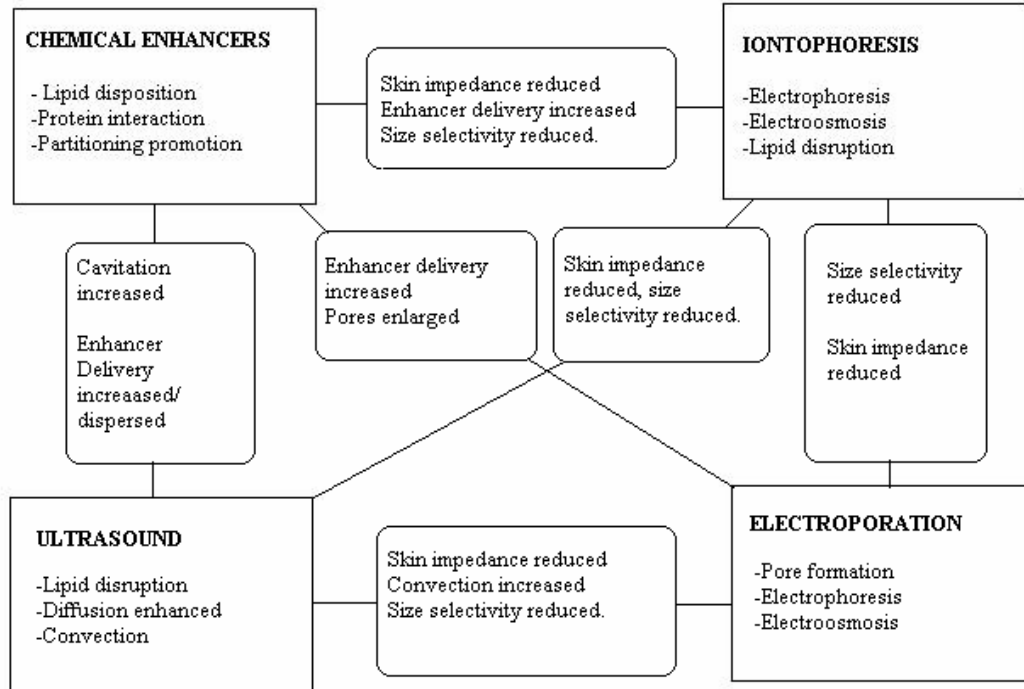 CHEMICAL ENHANCERS
- Lipid disposition
-Protein interaction
-Partitioning promotion
Skin impedance reduced
Enhancer delivery increased
Size selectivity reduced.
IONTOPHORESIS
-Electrophoresis
-Electroosmosis
-Lipid disruption
Cavitation
increased
Enhancer
Delivery
increaased/
dispersed
Enhancer delivery
increased
Pores enlarged
Skin impedance
reduced, size
selectivity reduced.
Size selectivity
reduced
Skin impedance
reduced
ULTRASOUND
-Lipid disruption
-Diffusion enhanced
-Convection
Skin impedance reduced
Convection increased
Size selectivity reduced.
ELECTROPORATION
-Pore formation
-Electrophoresis
-Electroosmosis